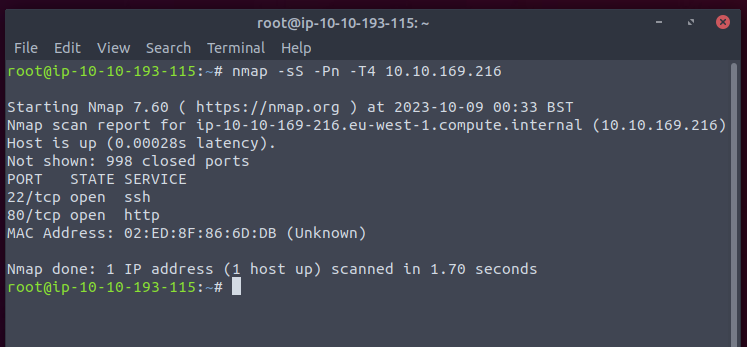 root@ip-10-10-193-115: ~
File Edit View Search Terminal Help
root@ip-10-10-193-115:~# nmap -sS -Pn -T4 10.10.169.216
Starting Nmap 7.60 ( https://nmap.org ) at 2023-10-09 00:33 BST
Nmap scan report for ip-10-10-169-216.eu-west-1.compute.internal (10.10.169.216)
Host is up (0.00028s latency).
Not shown: 998 closed ports
PORT   STATE SERVICE
22/tcp open  ssh
80/tcp open  http
MAC Address: 02:ED:8F:86:6D:DB (Unknown)
Nmap done: 1 IP address (1 host up) scanned in 1.70 seconds
root@ip-10-10-193-115:~#